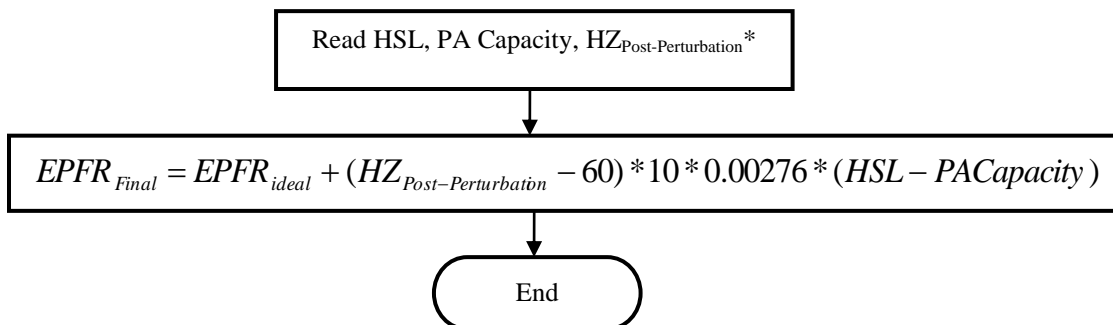 Read HSL, PA Capacity, HZPost-Perturbation*
EPFRFinal = EPFRideal + (HZPost−Perturbation − 60) *10 * 0.00276 * (HSL − PACapacity)
End